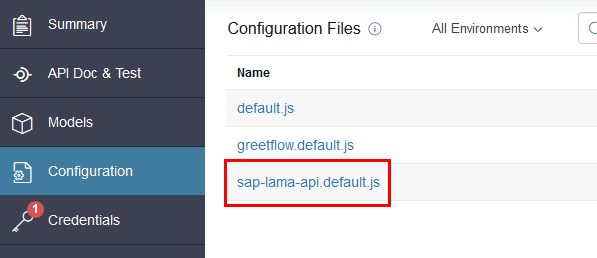 Summary
API Doc & Test
Models
Configuration
1
Credentials
Configuration Files
All Environments
Name
default.js
greetflow.default.js
sap-lama-api.default.js